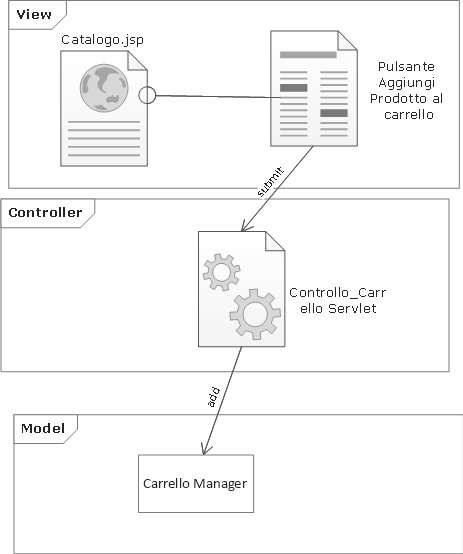 View
Catalogo.jsp
Pulsante
Aggiungi
Prodotto al
carrello
submit
Controller
Controllo_Carr
ello Servlet
add
Model
Carrello Manager